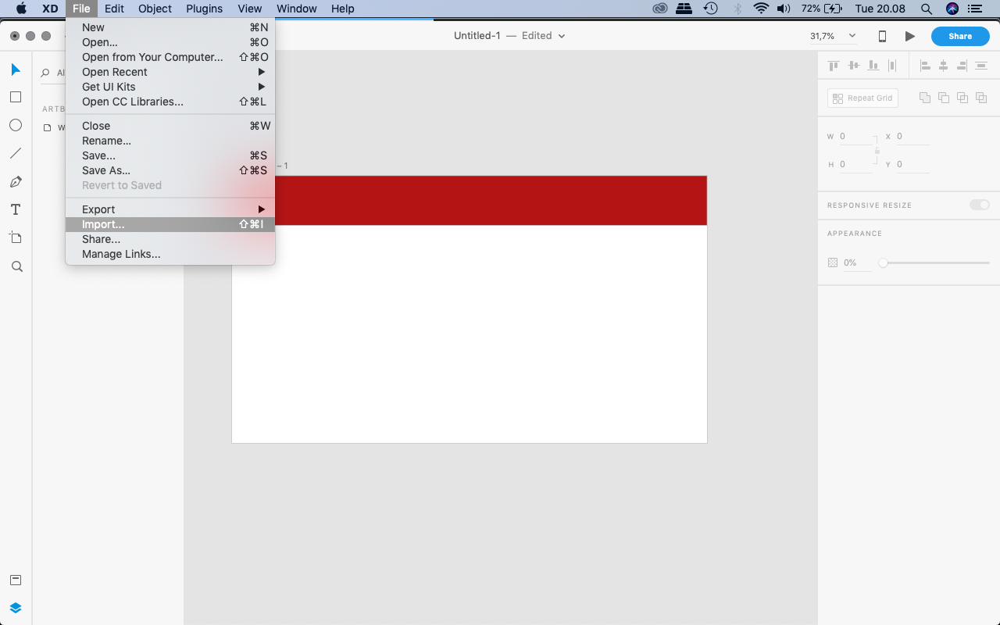 XD File Edit Object Plugins View Window Help 72% Tue 20.08
Untitled-1 — Edited
31,7%
Share
New ⌘N
Open... ⌘O
Open from Your Computer... ⇧⌘O
Open Recent
Get UI Kits
Open CC Libraries... ⇧⌘L
Close ⌘W
Rename...
Save... ⌘S
Save As... ⇧⌘S
Revert to Saved
Export
Import... ⇧⌘I
Share...
Manage Links...
– 1
Repeat Grid
W 0 X 0
H 0 Y 0
RESPONSIVE RESIZE
APPEARANCE
0%